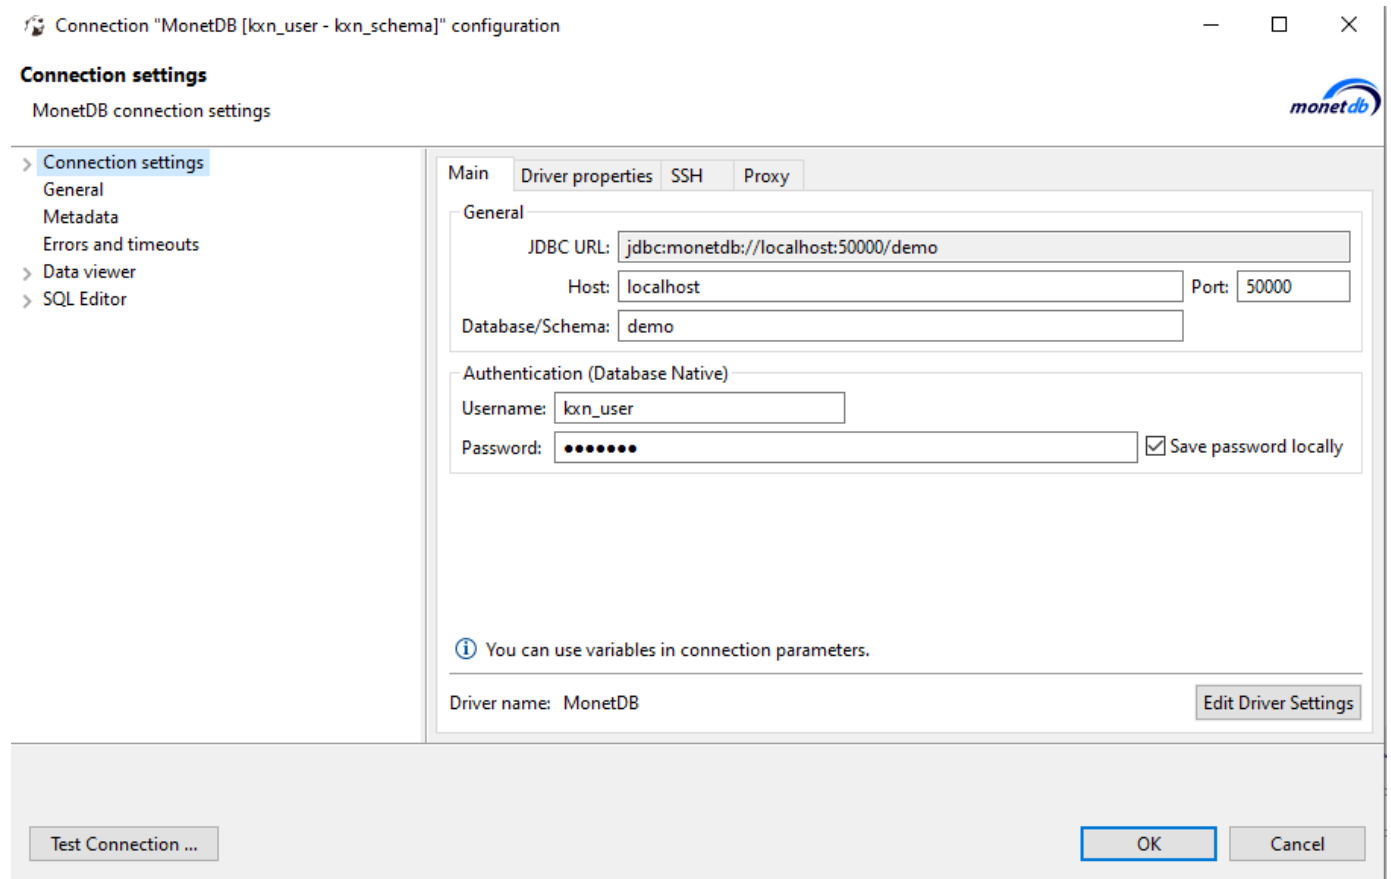 Connection "MonetDB [kxn_user - kxn_schema]" configuration
Connection settings
MonetDB connection settings
monetdb
Connection settings
General
Metadata
Errors and timeouts
Data viewer
SQL Editor
Main Driver properties SSH Proxy
General
JDBC URL: jdbc:monetdb://localhost:50000/demo
Host: localhost Port: 50000
Database/Schema: demo
Authentication (Database Native)
Username: kxn_user
Password: ●●●●●●● Save password locally
You can use variables in connection parameters.
Driver name: MonetDB Edit Driver Settings
Test Connection ... OK Cancel